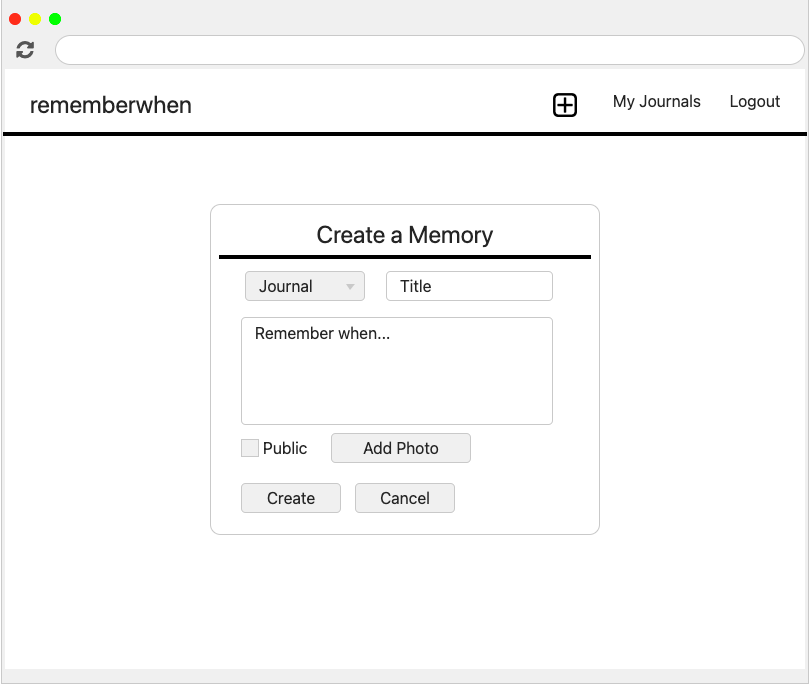 rememberwhen My Journals Logout
Create a Memory
Journal Title
Remember when...
Public Add Photo
Create Cancel